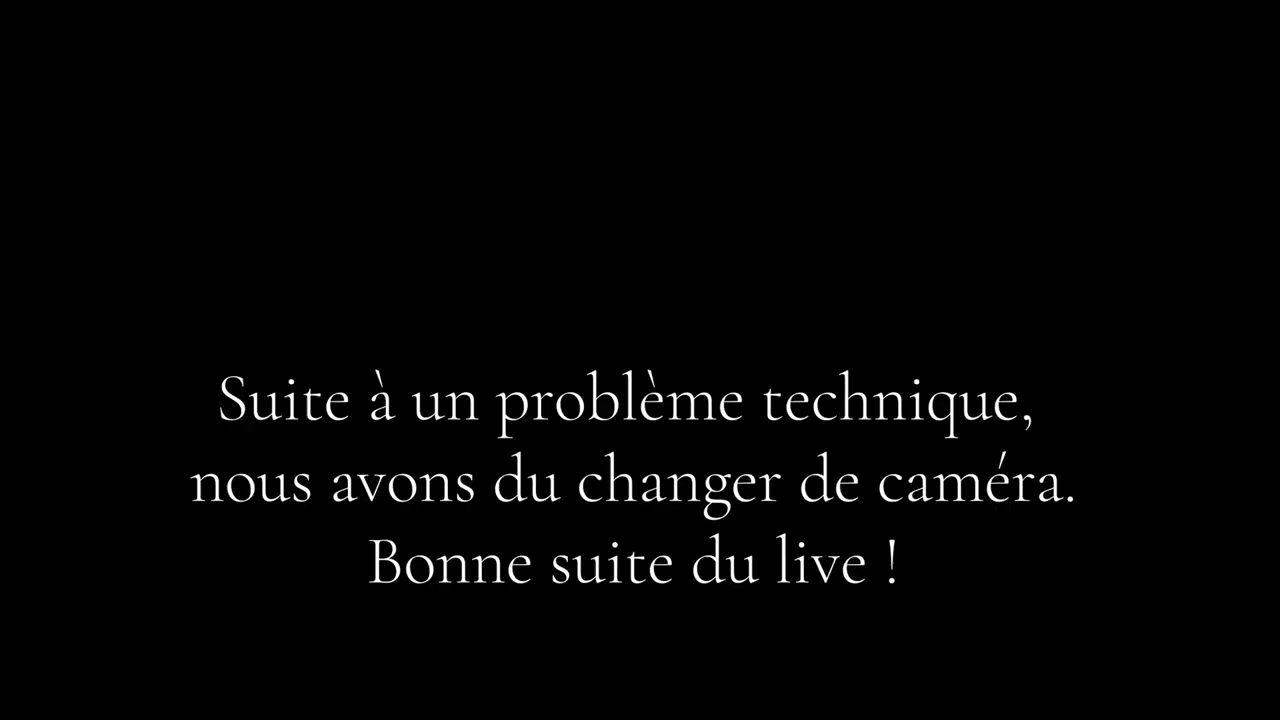 Suite à un problème technique,
nous avons du changer de caméra.
Bonne suite du live !